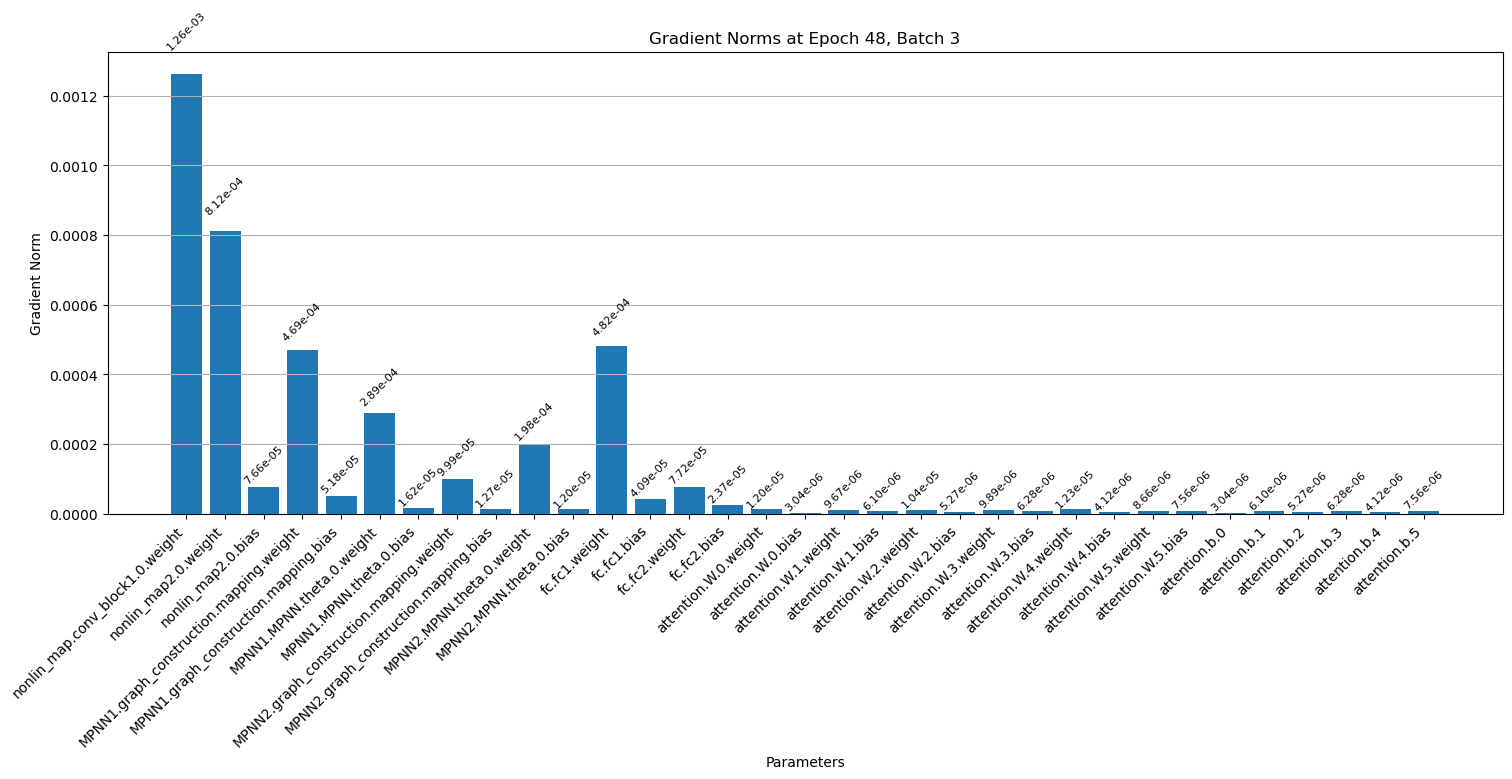 Gradient Norms at Epoch 48, Batch 3
Gradient Norm
0.0012
0.0010
0.0008
0.0006
0.0004
0.0002
0.0000
1.26e-03
8.12e-04
7.66e-05
4.69e-04
5.18e-05
2.89e-04
1.62e-05
9.99e-05
1.27e-05
1.98e-04
1.20e-05
4.82e-04
4.09e-05
7.72e-05
2.37e-05
1.20e-05
3.04e-06
9.67e-06
6.10e-06
1.04e-05
5.27e-06
9.89e-06
6.28e-06
1.23e-05
4.12e-06
8.66e-06
7.56e-06
3.04e-06
6.10e-06
5.27e-06
6.28e-06
4.12e-06
7.56e-06
nonlin_map.conv_block1.0.weight
nonlin_map2.0.weight
nonlin_map2.0.bias
MPNN1.graph_construction.mapping.weight
MPNN1.graph_construction.mapping.bias
MPNN1.MPNN.theta.0.weight
MPNN1.MPNN.theta.0.bias
MPNN2.graph_construction.mapping.weight
MPNN2.graph_construction.mapping.bias
MPNN2.MPNN.theta.0.weight
MPNN2.MPNN.theta.0.bias
fc.fc1.weight
fc.fc1.bias
fc.fc2.weight
fc.fc2.bias
attention.W.0.weight
attention.W.0.bias
attention.W.1.weight
attention.W.1.bias
attention.W.2.weight
attention.W.2.bias
attention.W.3.weight
attention.W.3.bias
attention.W.4.weight
attention.W.4.bias
attention.W.5.weight
attention.W.5.bias
attention.b.0
attention.b.1
attention.b.2
attention.b.3
attention.b.4
attention.b.5
Parameters